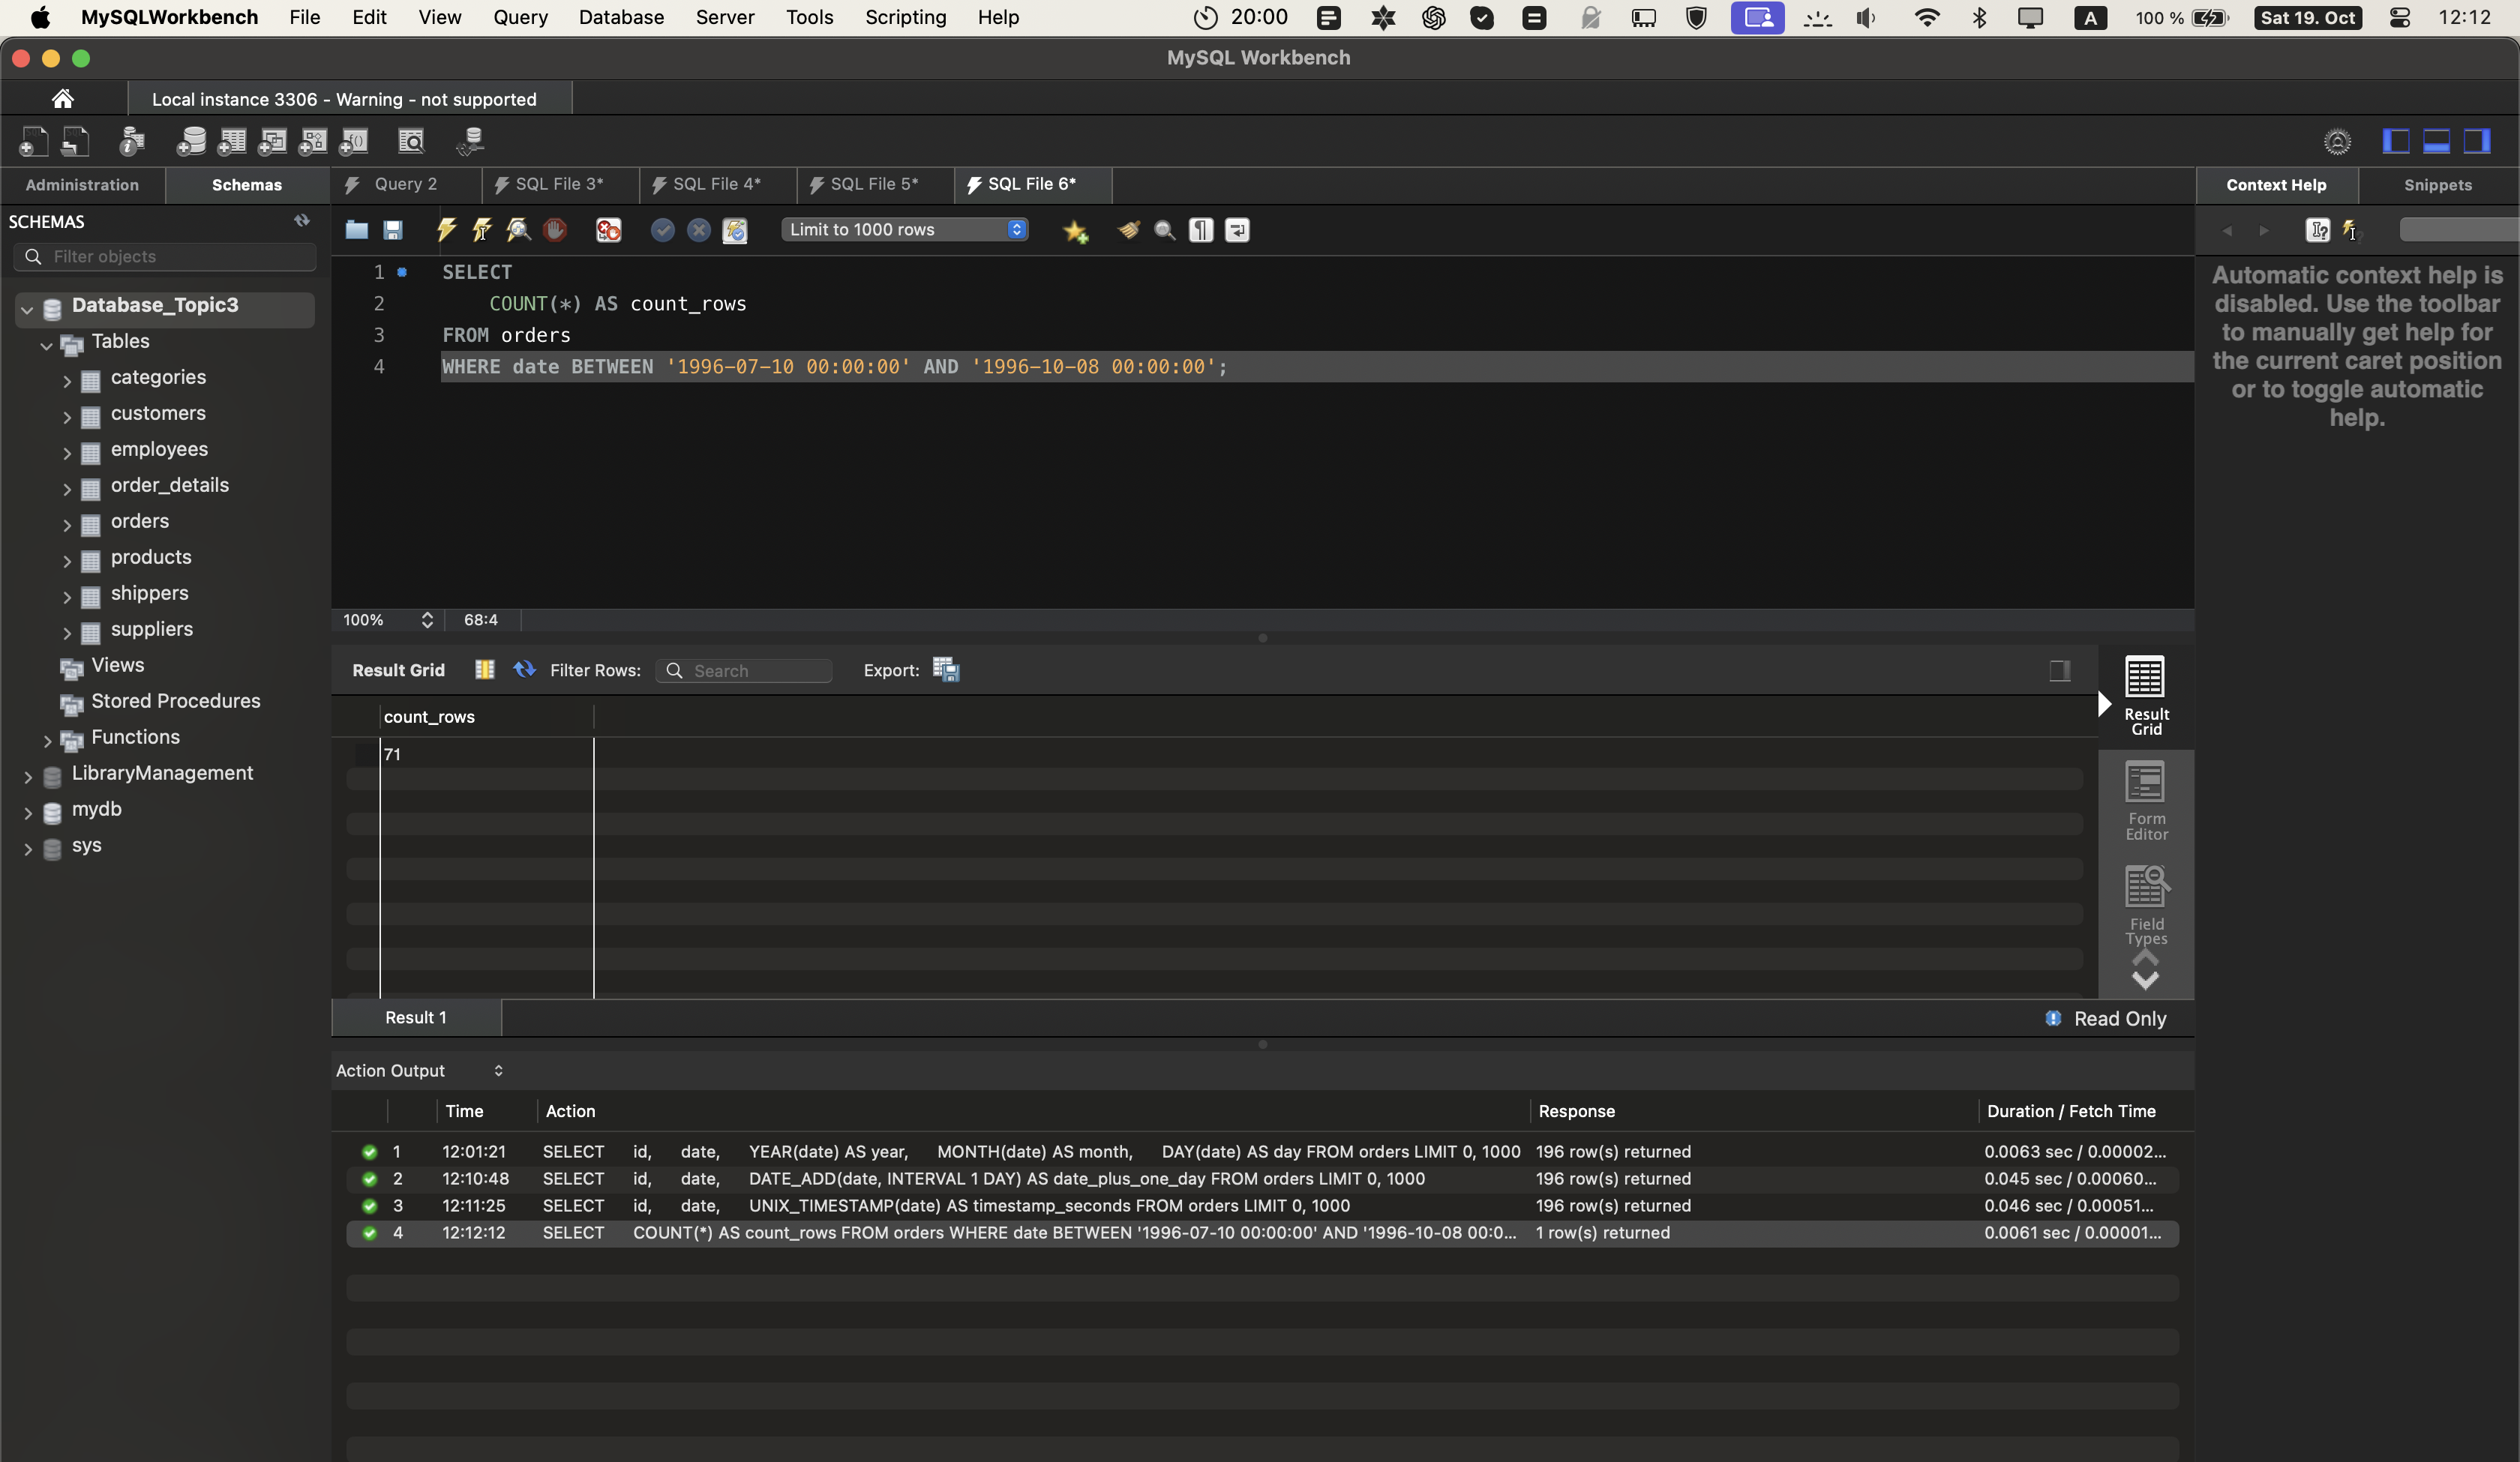 MySQLWorkbench File Edit View Query Database Server Tools Scripting Help 20:00 A 100 % Sat 19. Oct 12:12
MySQL Workbench
Local instance 3306 - Warning - not supported
Administration Schemas Query 2 SQL File 3* SQL File 4* SQL File 5* SQL File 6* Context Help Snippets
SCHEMAS
Limit to 1000 rows
Filter objects
Database_Topic3
Tables
categories
customers
employees
order_details
orders
products
shippers
suppliers
Views
Stored Procedures
Functions
LibraryManagement
mydb
sys
1 SELECT
2 COUNT(*) AS count_rows
3 FROM orders
4 WHERE date BETWEEN '1996-07-10 00:00:00' AND '1996-10-08 00:00:00';
Automatic context help is
disabled. Use the toolbar
to manually get help for
the current caret position
or to toggle automatic
help.
100% 68:4
Result Grid Filter Rows: Search Export:
count_rows
71
Result
Grid
Form
Editor
Field
Types
Result 1 Read Only
Action Output
Time Action Response Duration / Fetch Time
1 12:01:21 SELECT id, date, YEAR(date) AS year, MONTH(date) AS month, DAY(date) AS day FROM orders LIMIT 0, 1000 196 row(s) returned 0.0063 sec / 0.00002...
2 12:10:48 SELECT id, date, DATE_ADD(date, INTERVAL 1 DAY) AS date_plus_one_day FROM orders LIMIT 0, 1000 196 row(s) returned 0.045 sec / 0.00060...
3 12:11:25 SELECT id, date, UNIX_TIMESTAMP(date) AS timestamp_seconds FROM orders LIMIT 0, 1000 196 row(s) returned 0.046 sec / 0.00051...
4 12:12:12 SELECT COUNT(*) AS count_rows FROM orders WHERE date BETWEEN '1996-07-10 00:00:00' AND '1996-10-08 00:0... 1 row(s) returned 0.0061 sec / 0.00001...